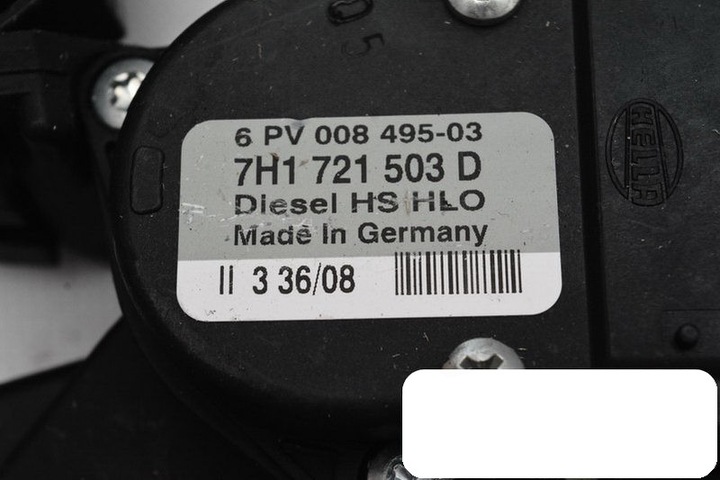 05
6 PV 008 495-03
7H1 721 503 D
Diesel HS HLO
Made In Germany
II 3 36/08
HELLA